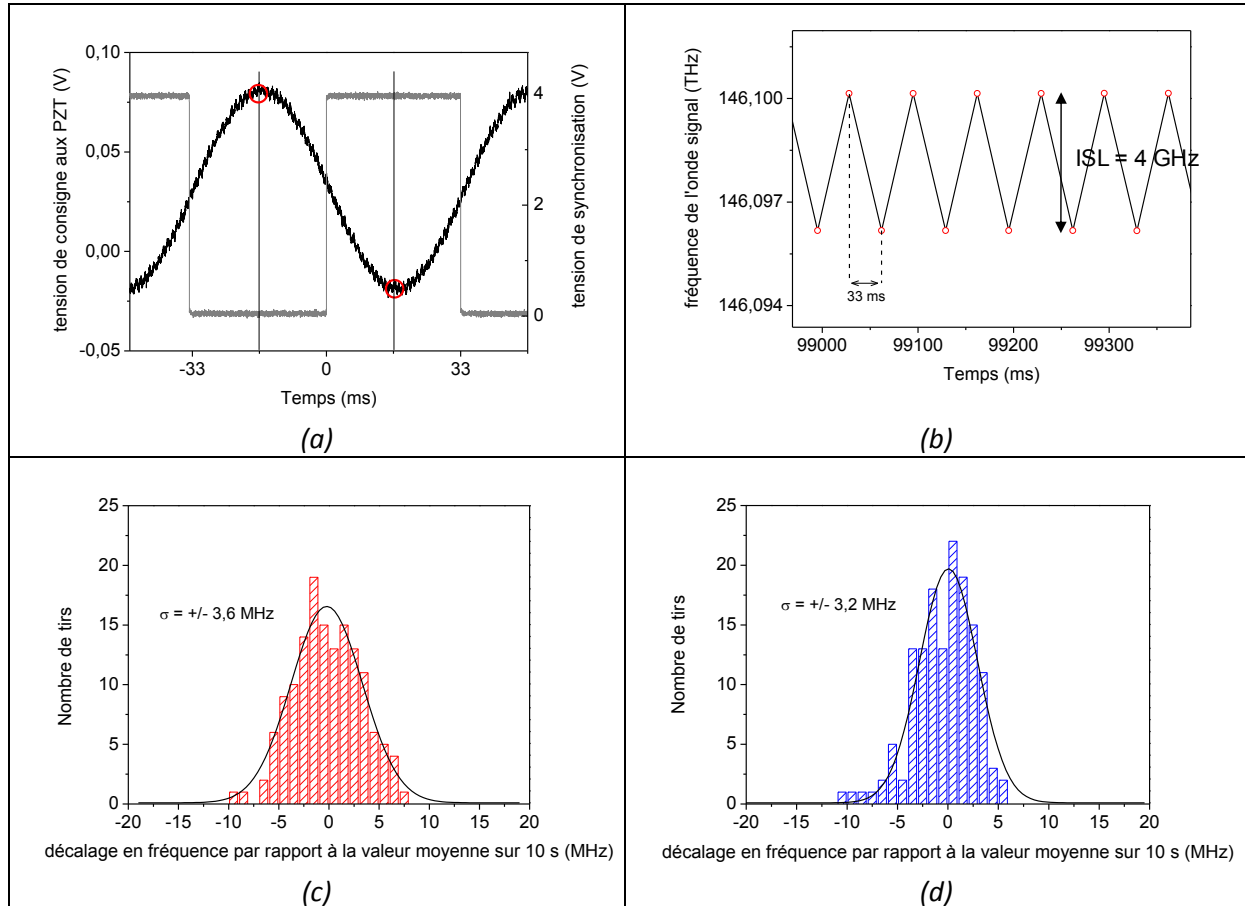 tension de consigne aux PZT (V)
0,10
0,05
0,00
-0,05
4
2
0
tension de synchronisation (V)
-33
0
33
Temps (ms)
(a)
fréquence de l'onde signal (THz)
146,100
146,097
146,094
ISL = 4 GHz
33 ms
99000
99100
99200
99300
Temps (ms)
(b)
Nombre de tirs
25
20
15
10
5
0
σ = +/- 3,6 MHz
-20 -15 -10 -5 0 5 10 15 20
décalage en fréquence par rapport à la valeur moyenne sur 10 s (MHz)
(c)
Nombre de tirs
25
20
15
10
5
0
σ = +/- 3,2 MHz
-20 -15 -10 -5 0 5 10 15 20
décalage en fréquence par rapport à la valeur moyenne sur 10 s (MHz)
(d)